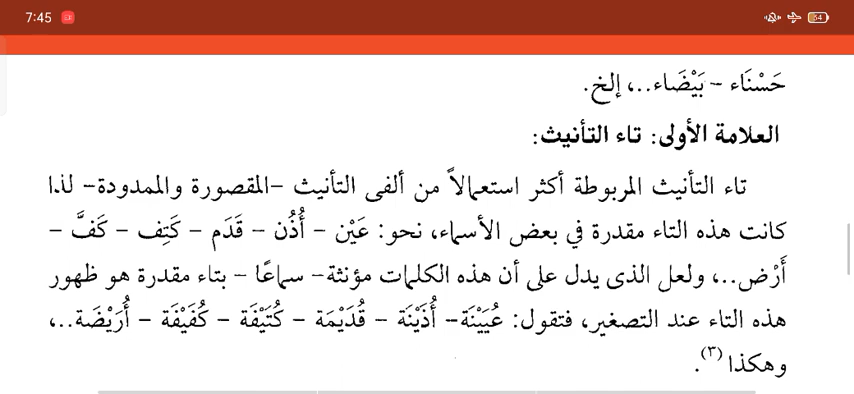 7:45
54
حَسْنَاء – بَيْضَاء..، إلخ.
العلامة الأولى: تاء التأنيث:
تاء التأنيث المربوطة أكثر استعمالاً من ألفى التأنيث –المقصورة والممدودة– لذا
كانت هذه التاء مقدرة في بعض الأسماء، نحو: عَيْن – أُذُن – قَدَم – كَتِف – كَفَّ –
أَرْض..، ولعل الذى يدل على أن هذه الكلمات مؤنثة– سماعًا – بتاء مقدرة هو ظهور
هذه التاء عند التصغير، فتقول: عُيَيْنَة– أُذَيْنَة – قُدَيْمَة – كُتَيْفَة – كُفَيْفَة – أُرَيْضَة..،
وهكذا (٣).